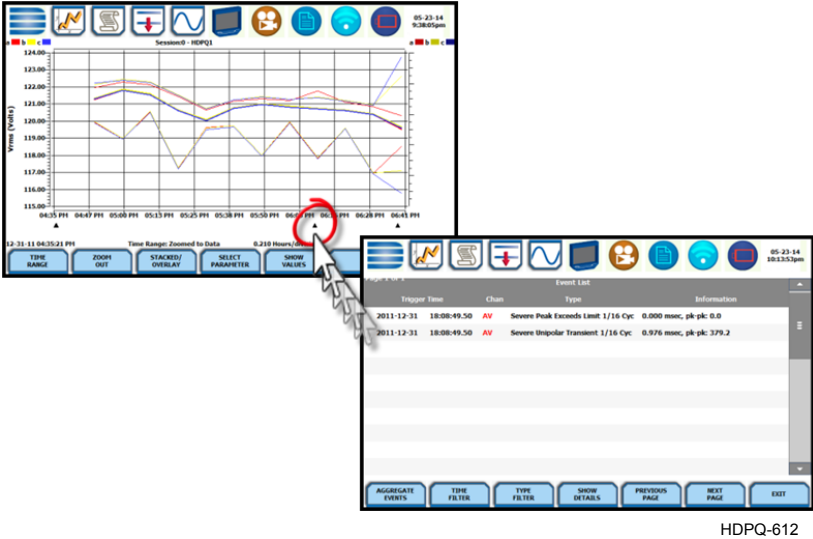 05-23-14
9:38:05pm
a b c Session:0 - HDPQ1 a b c
124.00
123.00
122.00
121.00
120.00
119.00
118.00
117.00
116.00
115.00
Vrms (Volts)
04:35 PM 04:47 PM 05:00 PM 05:13 PM 05:25 PM 05:38 PM 05:50 PM 06:28 PM 06:41 PM
12-31-11 04:35:21 PM Time Range: Zoomed to Data 0.210 Hours/div
TIME RANGE
ZOOM OUT
STACKED/ OVERLAY
SELECT PARAMETER
SHOW VALUES
05-23-14
10:13:53pm
Page 1 of 1
Event List
Trigger Time Chan Type Information
2011-12-31 18:08:49.50 AV Severe Peak Exceeds Limit 1/16 Cyc 0.000 msec, pk-pk: 0.0
2011-12-31 18:08:49.50 AV Severe Unipolar Transient 1/16 Cyc 0.976 msec, pk-pk: 379.2
AGGREGATE EVENTS
TIME FILTER
TYPE FILTER
SHOW DETAILS
PREVIOUS PAGE
NEXT PAGE
EXIT
HDPQ-612